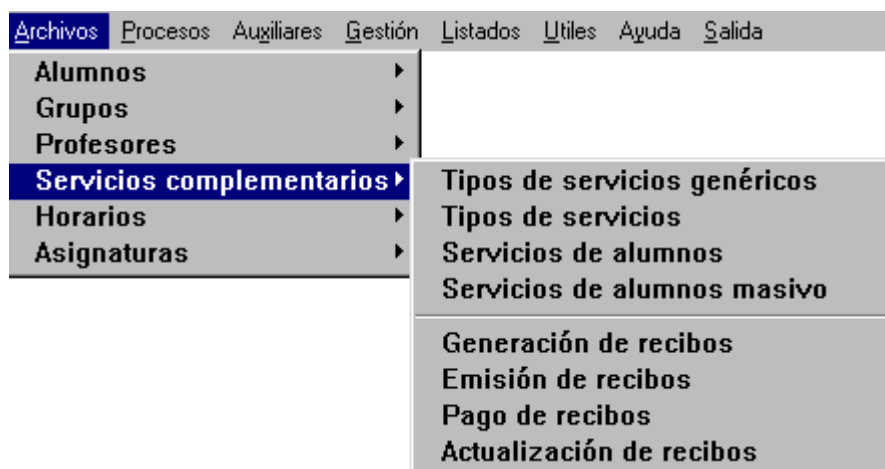 Archivos Procesos Auxiliares Gestión Listados Utiles Ayuda Salida
Alumnos
Grupos
Profesores
Servicios complementarios
Horarios
Asignaturas
Tipos de servicios genéricos
Tipos de servicios
Servicios de alumnos
Servicios de alumnos masivo
Generación de recibos
Emisión de recibos
Pago de recibos
Actualización de recibos